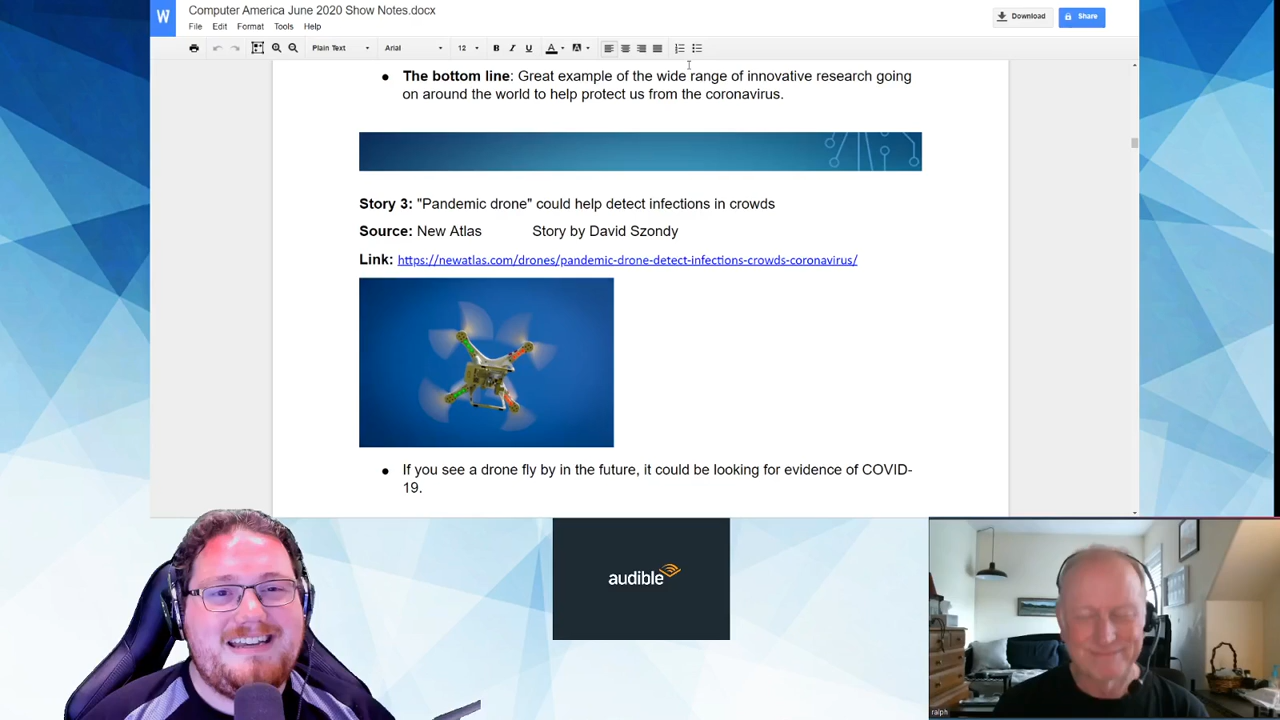 Computer America June 2020 Show Notes.docx
W
File Edit Format Tools Help
Download
Share
Plain Text
Arial
12
B I U A A
The bottom line: Great example of the wide range of innovative research going
on around the world to help protect us from the coronavirus.
Story 3: "Pandemic drone" could help detect infections in crowds
Source: New Atlas Story by David Szondy
Link: https://newatlas.com/drones/pandemic-drone-detect-infections-crowds-coronavirus/
● If you see a drone fly by in the future, it could be looking for evidence of COVID-
19.
audible
ralph